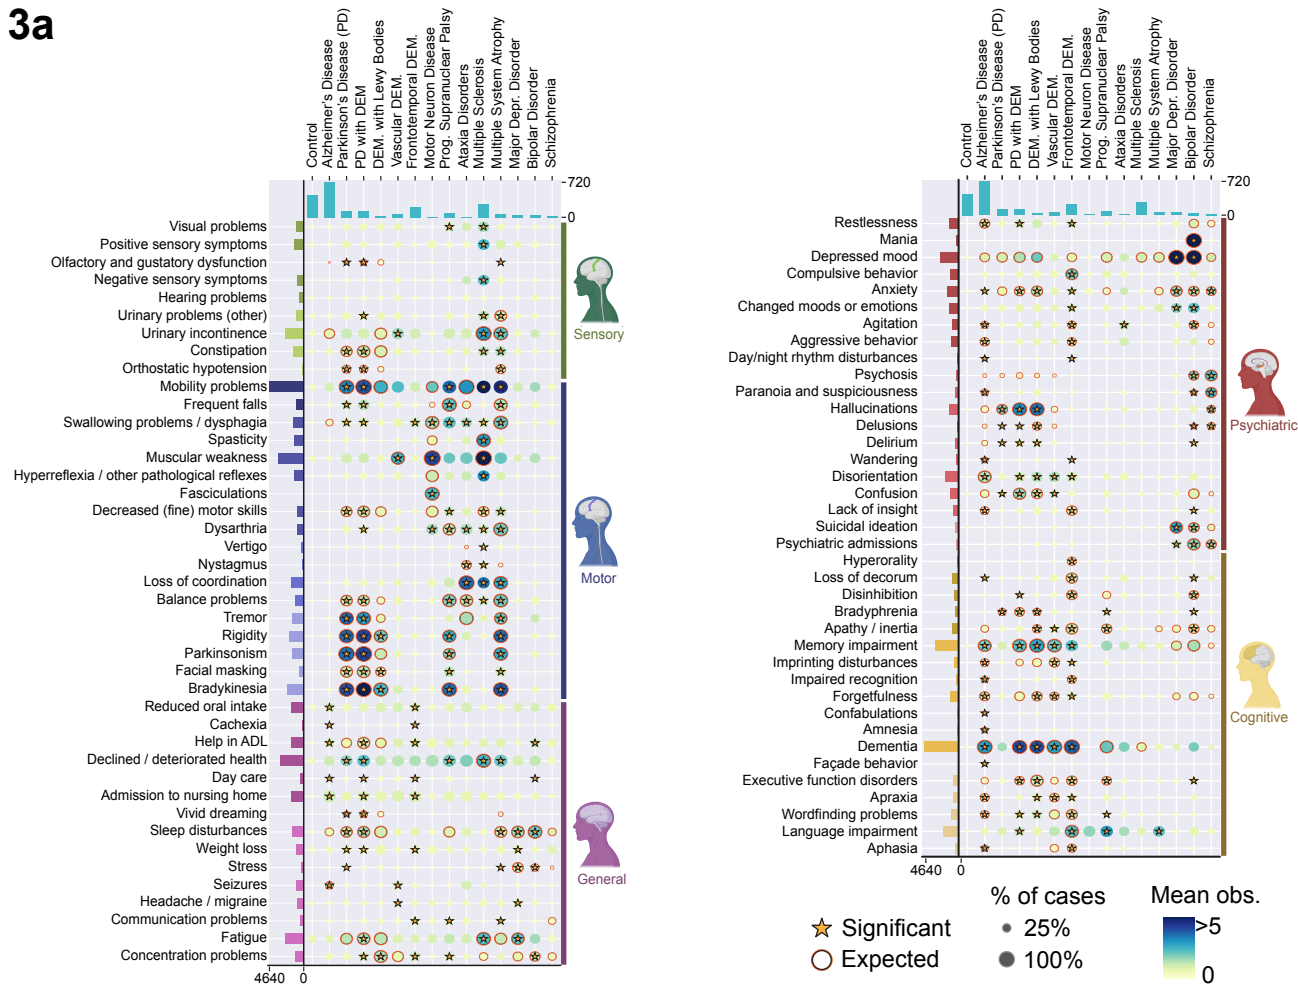 3a
Control
Alzheimer's Disease
Parkinson's Disease (PD)
PD with DEM
DEM. with Lewy Bodies
Vascular DEM.
Frontotemporal DEM.
Motor Neuron Disease
Prog. Supranuclear Palsy
Ataxia Disorders
Multiple Sclerosis
Multiple System Atrophy
Major Depr. Disorder
Bipolar Disorder
Schizophrenia
720
0
Visual problems
Positive sensory symptoms
Olfactory and gustatory dysfunction
Negative sensory symptoms
Hearing problems
Urinary problems (other)
Urinary incontinence
Constipation
Orthostatic hypotension
Mobility problems
Frequent falls
Swallowing problems / dysphagia
Spasticity
Muscular weakness
Hyperreflexia / other pathological reflexes
Fasciculations
Decreased (fine) motor skills
Dysarthria
Vertigo
Nystagmus
Loss of coordination
Balance problems
Tremor
Rigidity
Parkinsonism
Facial masking
Bradykinesia
Reduced oral intake
Cachexia
Help in ADL
Declined / deteriorated health
Day care
Admission to nursing home
Vivid dreaming
Sleep disturbances
Weight loss
Stress
Seizures
Headache / migraine
Communication problems
Fatigue
Concentration problems
4640 0
Sensory
Motor
General
Control
Alzheimer's Disease
Parkinson's Disease (PD)
PD with DEM
DEM. with Lewy Bodies
Vascular DEM.
Frontotemporal DEM.
Motor Neuron Disease
Prog. Supranuclear Palsy
Ataxia Disorders
Multiple Sclerosis
Multiple System Atrophy
Major Depr. Disorder
Bipolar Disorder
Schizophrenia
720
0
Restlessness
Mania
Depressed mood
Compulsive behavior
Anxiety
Changed moods or emotions
Agitation
Aggressive behavior
Day/night rhythm disturbances
Psychosis
Paranoia and suspiciousness
Hallucinations
Delusions
Delirium
Wandering
Disorientation
Confusion
Lack of insight
Suicidal ideation
Psychiatric admissions
Hyperorality
Loss of decorum
Disinhibition
Bradyphrenia
Apathy / inertia
Memory impairment
Imprinting disturbances
Impaired recognition
Forgetfulness
Confabulations
Amnesia
Dementia
Façade behavior
Executive function disorders
Apraxia
Wordfinding problems
Language impairment
Aphasia
4640 0
Psychiatric
Cognitive
Significant
Expected
% of cases
25%
100%
Mean obs.
>5
0